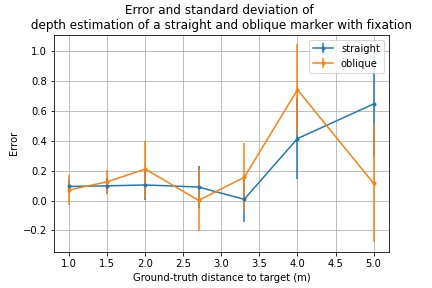 Error and standard deviation of
depth estimation of a straight and oblique marker with fixation
straight
oblique
1.0
0.8
0.6
0.4
0.2
0.0
−0.2
Error
1.0 1.5 2.0 2.5 3.0 3.5 4.0 4.5 5.0
Ground-truth distance to target (m)